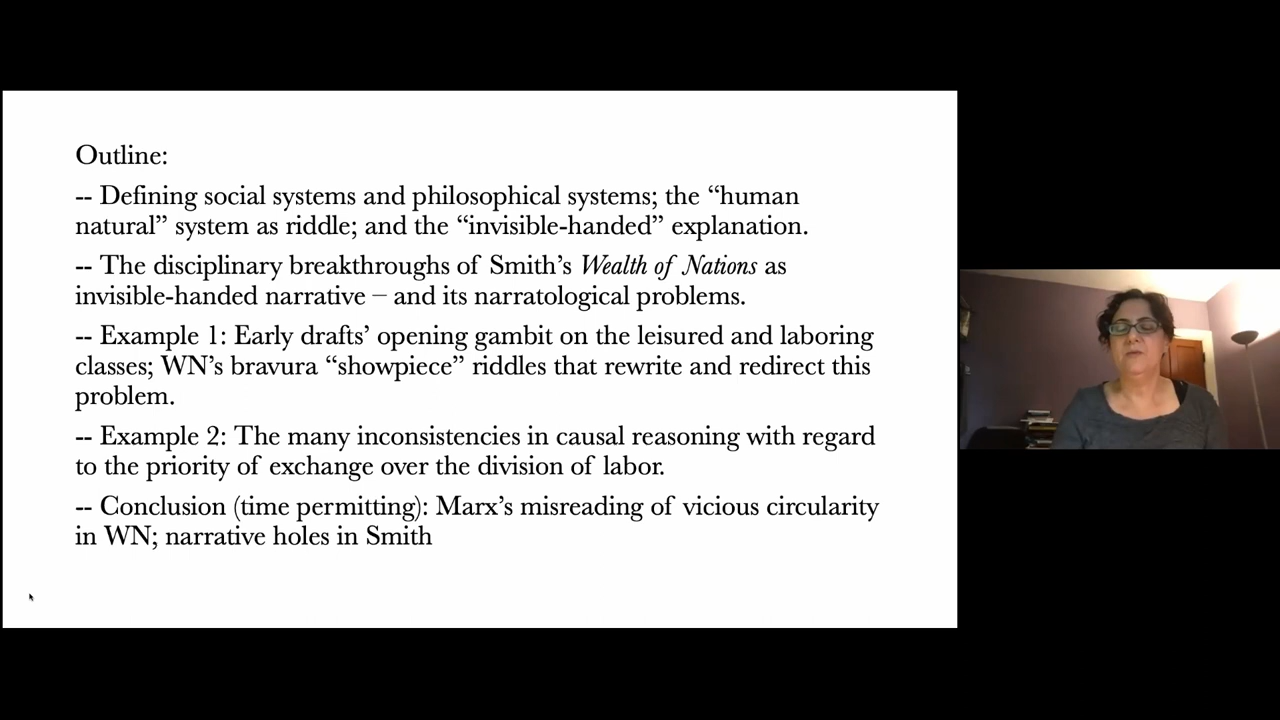 Outline:
-- Defining social systems and philosophical systems; the “human
natural” system as riddle; and the “invisible-handed” explanation.
-- The disciplinary breakthroughs of Smith’s Wealth of Nations as
invisible-handed narrative – and its narratological problems.
-- Example 1: Early drafts’ opening gambit on the leisured and laboring
classes; WN’s bravura “showpiece” riddles that rewrite and redirect this
problem.
-- Example 2: The many inconsistencies in causal reasoning with regard
to the priority of exchange over the division of labor.
-- Conclusion (time permitting): Marx’s misreading of vicious circularity
in WN; narrative holes in Smith